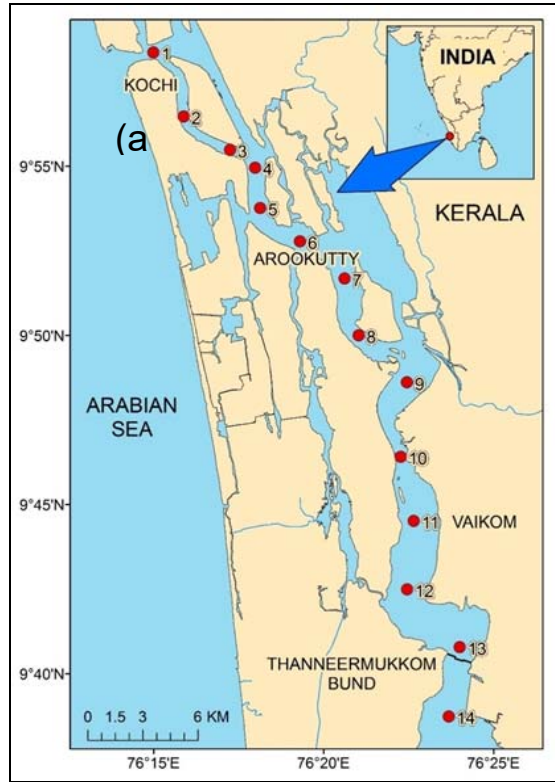 INDIA
1
KOCHI
2
(a
3
9°55'N
4
5
KERALA
6
AROOKUTTY
7
9°50'N
8
9
ARABIAN
SEA
10
9°45'N
11
VAIKOM
12
13
THANNEERMUKKOM
BUND
9°40'N
14
0 1.5 3 6 KM
76°15'E 76°20'E 76°25'E